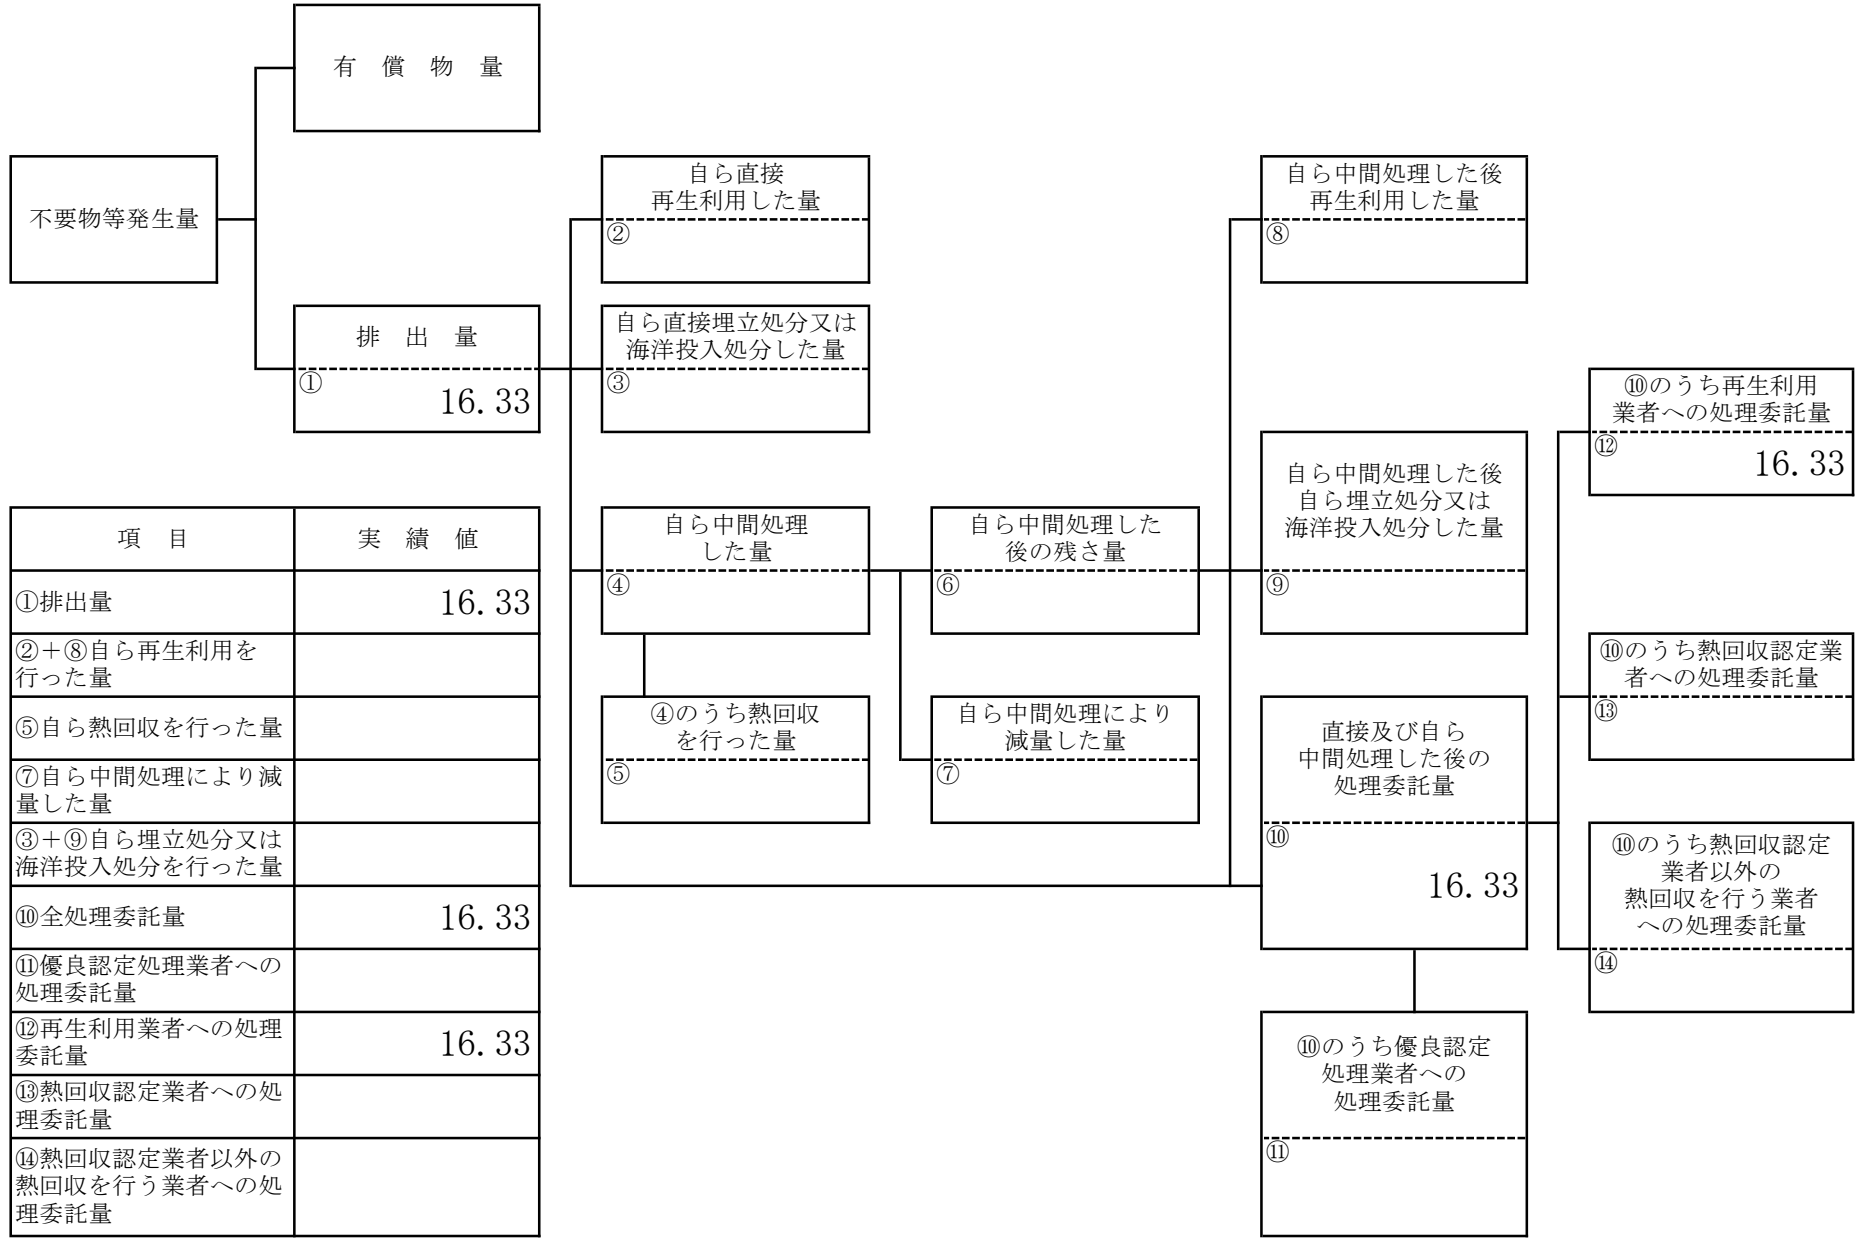 有 償 物 量
不要物等発生量
排 出 量
①
16.33
自ら直接
再生利用した量
②
自ら直接埋立処分又は
海洋投入処分した量
③
自ら中間処理
した量
④
④のうち熱回収
を行った量
⑤
自ら中間処理した
後の残さ量
⑥
自ら中間処理により
減量した量
⑦
自ら中間処理した後
再生利用した量
⑧
自ら中間処理した後
自ら埋立処分又は
海洋投入処分した量
⑨
直接及び自ら
中間処理した後の
処理委託量
⑩
16.33
⑩のうち優良認定
処理業者への
処理委託量
⑪
⑩のうち再生利用
業者への処理委託量
⑫
16.33
⑩のうち熱回収認定業
者への処理委託量
⑬
⑩のうち熱回収認定
業者以外の
熱回収を行う業者
への処理委託量
⑭
項 目 実 績 値
①排出量 16.33
②＋⑧自ら再生利用を
行った量
⑤自ら熱回収を行った量
⑦自ら中間処理により減
量した量
③＋⑨自ら埋立処分又は
海洋投入処分を行った量
⑩全処理委託量 16.33
⑪優良認定処理業者への
処理委託量
⑫再生利用業者への処理
委託量 16.33
⑬熱回収認定業者への処
理委託量
⑭熱回収認定業者以外の
熱回収を行う業者への処
理委託量